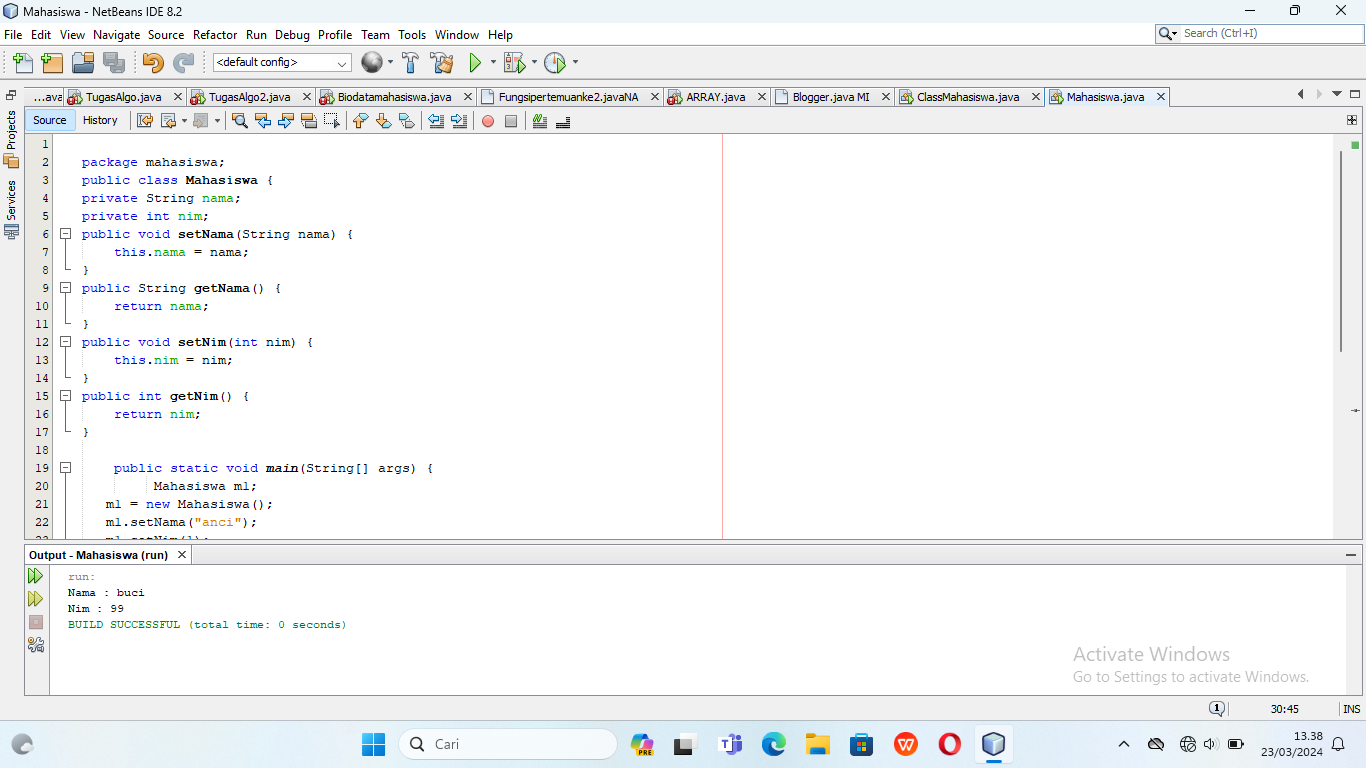 Mahasiswa - NetBeans IDE 8.2
File Edit View Navigate Source Refactor Run Debug Profile Team Tools Window Help
Search (Ctrl+I)
<default config>
...ava TugasAlgo.java TugasAlgo2.java Biodatamahasiswa.java Fungsipertemuanke2.javaNA ARRAY.java Blogger.java MI ClassMahasiswa.java Mahasiswa.java
Projects
Services
Source History
1
2 package mahasiswa;
3 public class Mahasiswa {
4 private String nama;
5 private int nim;
6 public void setNama(String nama) {
7 this.nama = nama;
8 }
9 public String getNama() {
10 return nama;
11 }
12 public void setNim(int nim) {
13 this.nim = nim;
14 }
15 public int getNim() {
16 return nim;
17 }
18
19 public static void main(String[] args) {
20 Mahasiswa m1;
21 m1 = new Mahasiswa();
22 m1.setNama("anci");
Output - Mahasiswa (run)
run:
Nama : buci
Nim : 99
BUILD SUCCESSFUL (total time: 0 seconds)
Activate Windows
Go to Settings to activate Windows.
1
30:45 INS
Cari
PRE
13.38
23/03/2024